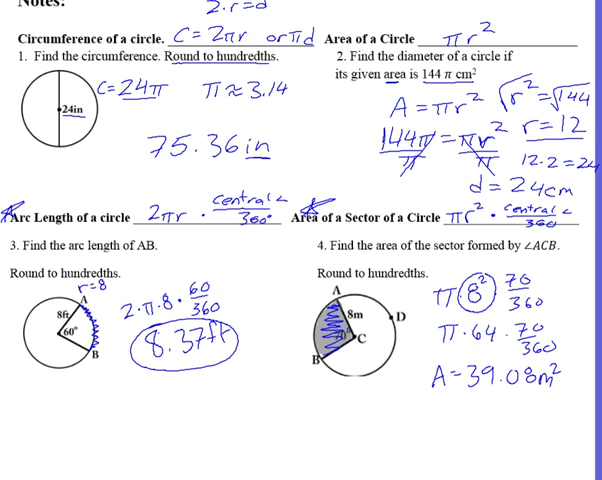 Notes:
2.r=d
Circumference of a circle. C=2πr or πd
1. Find the circumference. Round to hundredths.
C=24π π≈3.14
24in
75.36in
Area of a Circle πr²
2. Find the diameter of a circle if
its given area is 144 π cm²
A=πr² √r²=√144
144π/π=πr²/π r=12
12·2=24
d=24cm
Arc Length of a circle 2πr · central∠/360°
3. Find the arc length of AB.
Round to hundredths.
r=8
A
8ft
60°
B
2·π·8·60/360
8.37ft
Area of a Sector of a Circle πr² · central∠/360
4. Find the area of the sector formed by ∠ACB.
Round to hundredths.
A
8m
D
70°
C
B
π8² 70/360
π·64·70/360
A=39.08m²